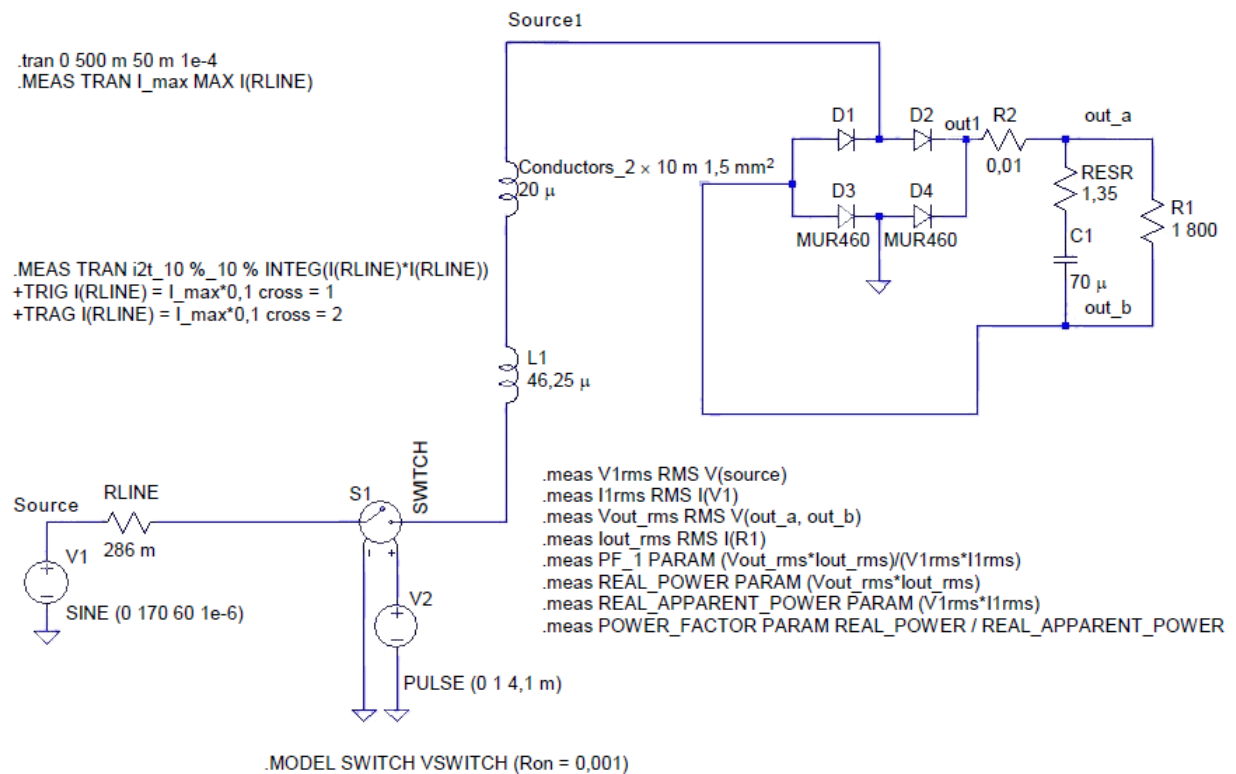 Source1
.tran 0 500 m 50 m 1e-4
.MEAS TRAN I_max MAX I(RLINE)
D1
D2
out1
R2
0,01
out_a
Conductors_2 × 10 m 1,5 mm²
20 μ
D3
MUR460
D4
MUR460
RESR
1,35
R1
1 800
C1
70 μ
out_b
.MEAS TRAN i2t_10 %_10 % INTEG(I(RLINE)*I(RLINE))
+TRIG I(RLINE) = I_max*0,1 cross = 1
+TRAG I(RLINE) = I_max*0,1 cross = 2
L1
46,25 μ
Source
RLINE
286 m
S1
SWITCH
V1
+
−
SINE (0 170 60 1e-6)
− +
V2
+
−
PULSE (0 1 4,1 m)
.meas V1rms RMS V(source)
.meas I1rms RMS I(V1)
.meas Vout_rms RMS V(out_a, out_b)
.meas Iout_rms RMS I(R1)
.meas PF_1 PARAM (Vout_rms*Iout_rms)/(V1rms*I1rms)
.meas REAL_POWER PARAM (Vout_rms*Iout_rms)
.meas REAL_APPARENT_POWER PARAM (V1rms*I1rms)
.meas POWER_FACTOR PARAM REAL_POWER / REAL_APPARENT_POWER
.MODEL SWITCH VSWITCH (Ron = 0,001)